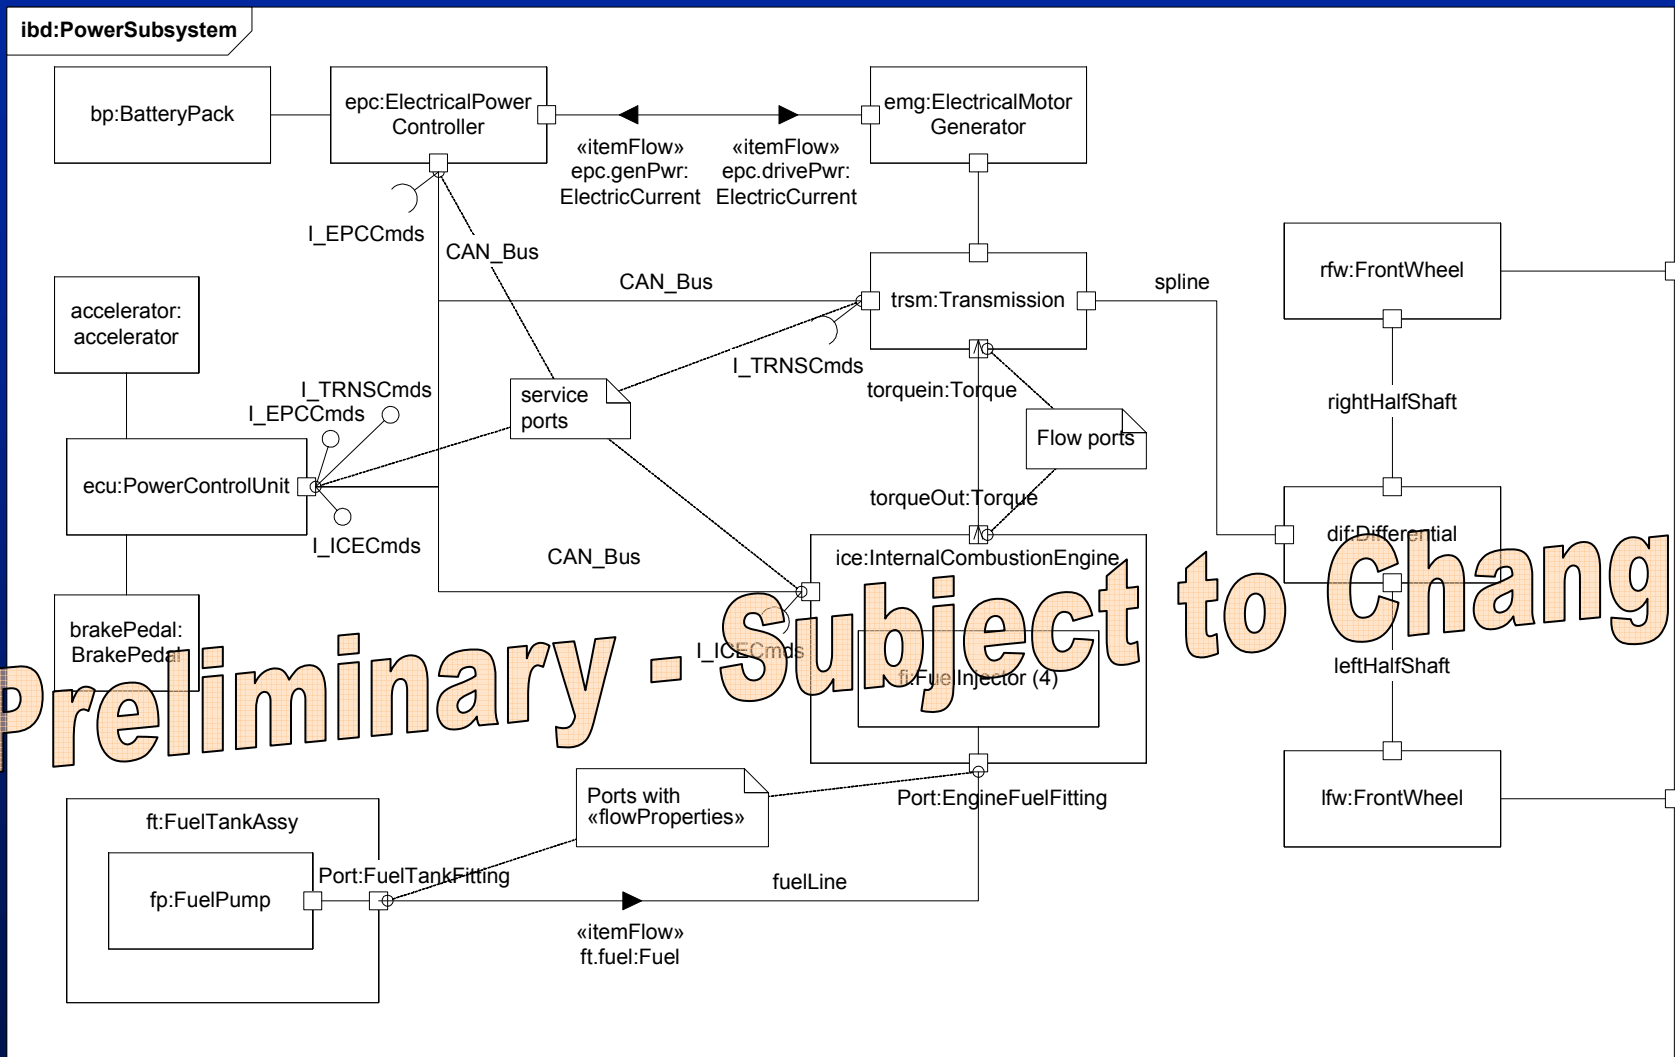 ibd:PowerSubsystem
bp:BatteryPack
epc:ElectricalPower
Controller
emg:ElectricalMotor
Generator
«itemFlow»
epc.genPwr:
ElectricCurrent
«itemFlow»
epc.drivePwr:
ElectricCurrent
I_EPCCmds
CAN_Bus
accelerator:
accelerator
CAN_Bus
trsm:Transmission
spline
rfw:FrontWheel
I_TRNSCmds
I_TRNSCmds
I_EPCCmds
service
ports
torquein:Torque
rightHalfShaft
Flow ports
ecu:PowerControlUnit
torqueOut:Torque
I_ICECmds
CAN_Bus
ice:InternalCombustionEngine
dif:Differential
brakePedal:
BrakePedal
I_ICECmds
fi:FuelInjector (4)
leftHalfShaft
Preliminary - Subject to Chang
Ports with
«flowProperties»
Port:EngineFuelFitting
lfw:FrontWheel
ft:FuelTankAssy
Port:FuelTankFitting
fuelLine
fp:FuelPump
«itemFlow»
ft.fuel:Fuel